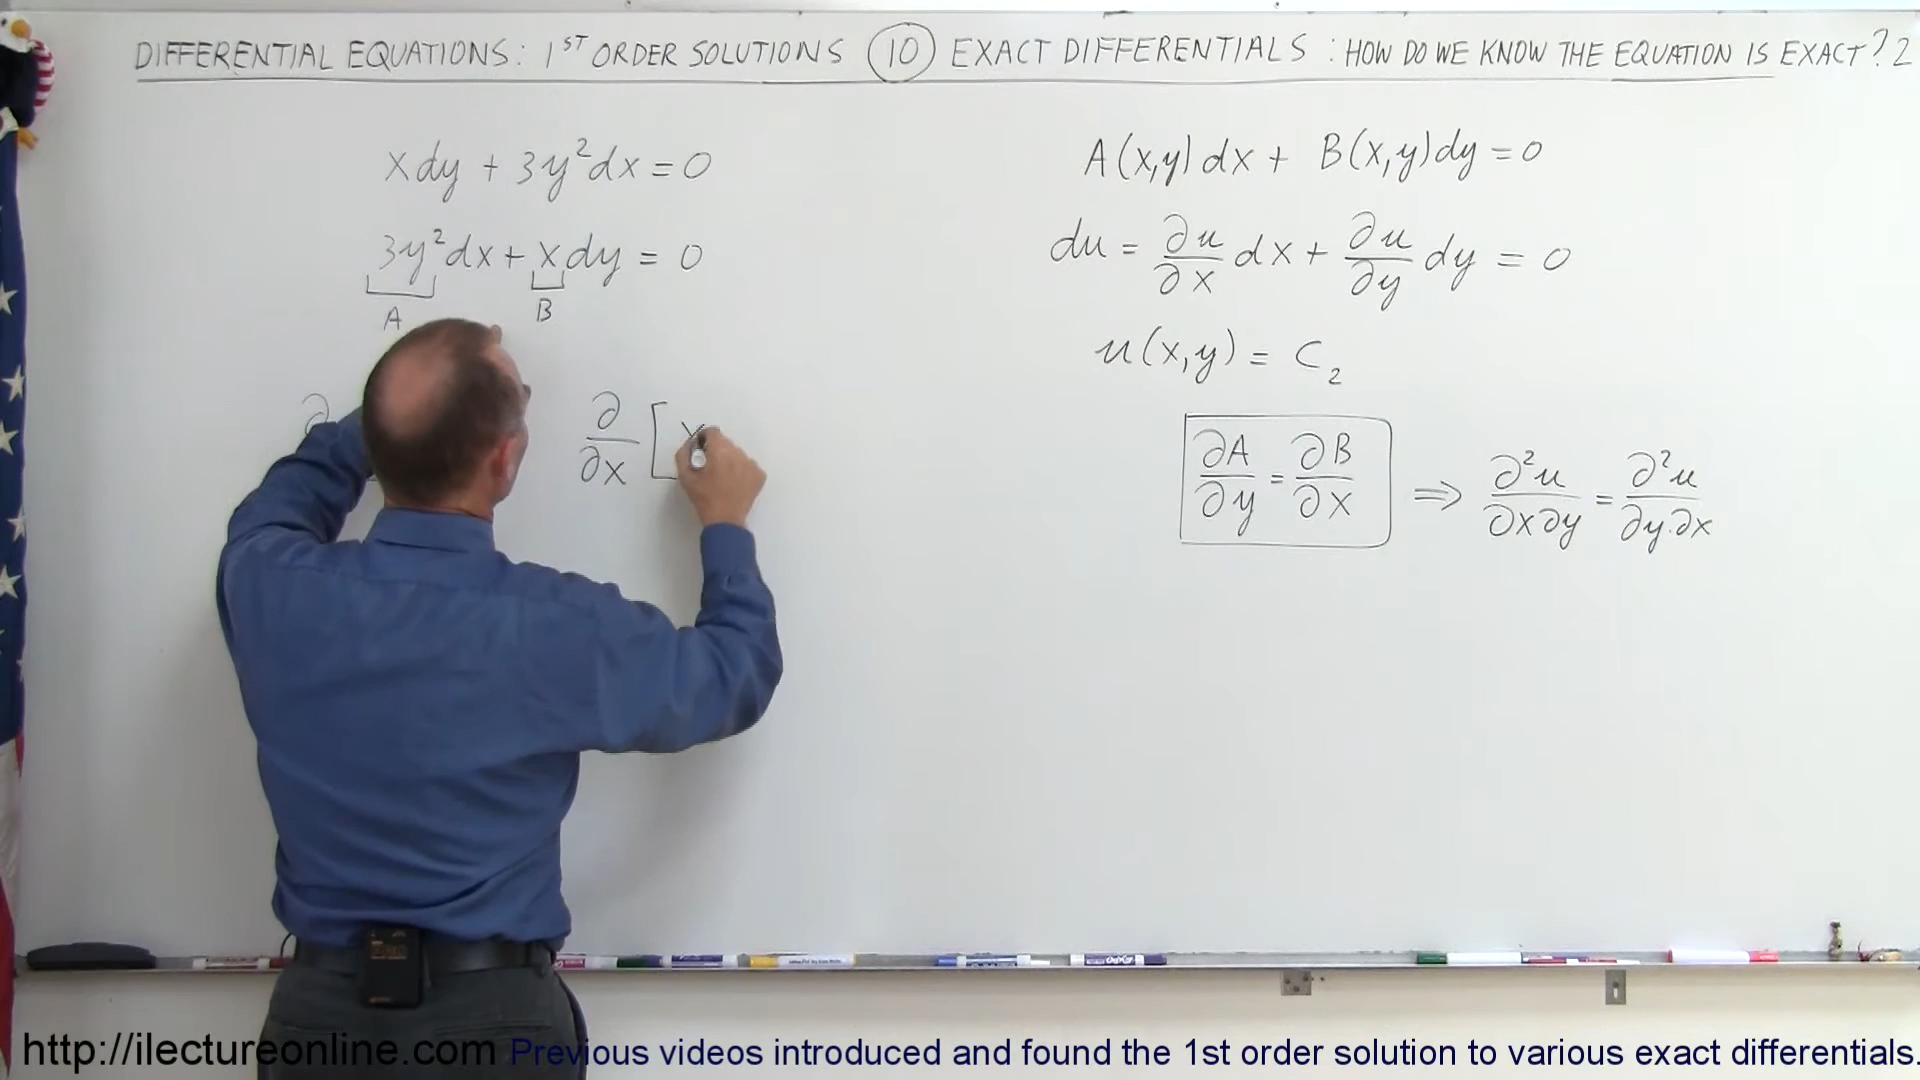 DIFFERENTIAL EQUATIONS: 1ST ORDER SOLUTIONS 10 EXACT DIFFERENTIALS : HOW DO WE KNOW THE EQUATION IS EXACT? 2
x dy + 3y² dx = 0
3y² dx + x dy = 0
A B
∂
∂/∂x [x
A(x,y) dx + B(x,y) dy = 0
du = ∂u/∂x dx + ∂u/∂y dy = 0
u(x,y) = C₂
∂A/∂y = ∂B/∂x ⇒ ∂²u/∂x∂y = ∂²u/∂y·∂x
http://ilectureonline.com Previous videos introduced and found the 1st order solution to various exact differentials.